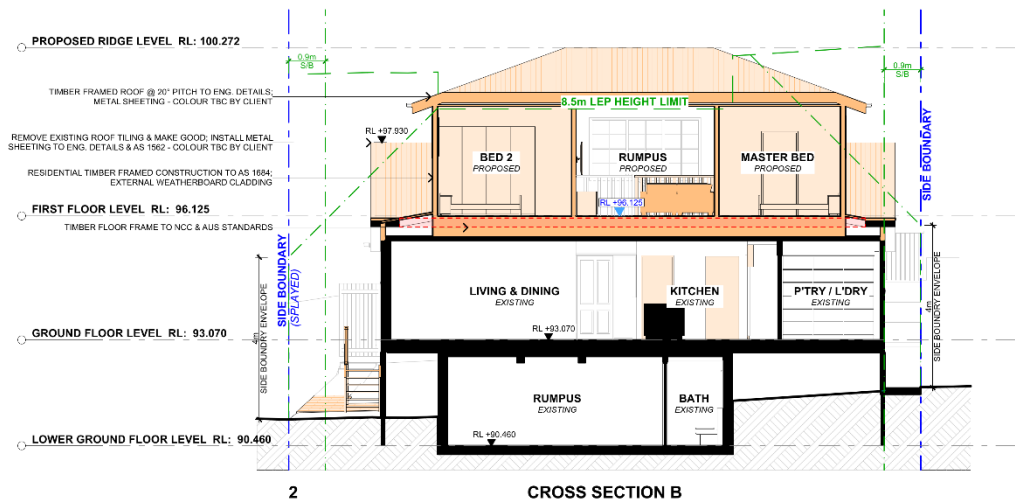 PROPOSED RIDGE LEVEL RL: 100.272
0.9m
S/B
0.9m
S/B
TIMBER FRAMED ROOF @ 20° PITCH TO ENG. DETAILS;
METAL SHEETING - COLOUR TBC BY CLIENT
8.5m LEP HEIGHT LIMIT
RL +97.930
REMOVE EXISTING ROOF TILING & MAKE GOOD; INSTALL METAL
SHEETING TO ENG. DETAILS & AS 1562 - COLOUR TBC BY CLIENT
BED 2
PROPOSED
RUMPUS
PROPOSED
MASTER BED
PROPOSED
SIDE BOUNDARY
RESIDENTIAL TIMBER FRAMED CONSTRUCTION TO AS 1684;
EXTERNAL WEATHERBOARD CLADDING
RL +96.125
FIRST FLOOR LEVEL RL: 96.125
TIMBER FLOOR FRAME TO NCC & AUS STANDARDS
SIDE BOUNDARY
(SPLAYED)
4m
SIDE BOUNDRY ENVELOPE
LIVING & DINING
EXISTING
KITCHEN
EXISTING
P'TRY / L'DRY
EXISTING
4m
SIDE BOUNDRY ENVELOPE
GROUND FLOOR LEVEL RL: 93.070
RL +93.070
RUMPUS
EXISTING
BATH
EXISTING
LOWER GROUND FLOOR LEVEL RL: 90.460
RL +90.460
2
CROSS SECTION B